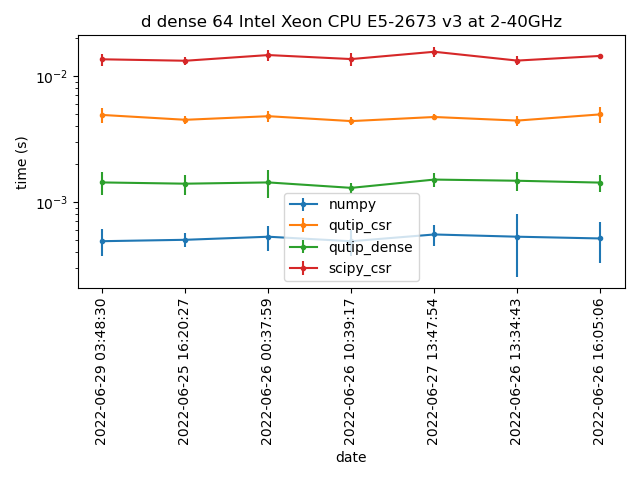 d dense 64 Intel Xeon CPU E5-2673 v3 at 2-40GHz
time (s)
10⁻²
10⁻³
numpy
qutip_csr
qutip_dense
scipy_csr
2022-06-29 03:48:30
2022-06-25 16:20:27
2022-06-26 00:37:59
2022-06-26 10:39:17
2022-06-27 13:47:54
2022-06-26 13:34:43
2022-06-26 16:05:06
date